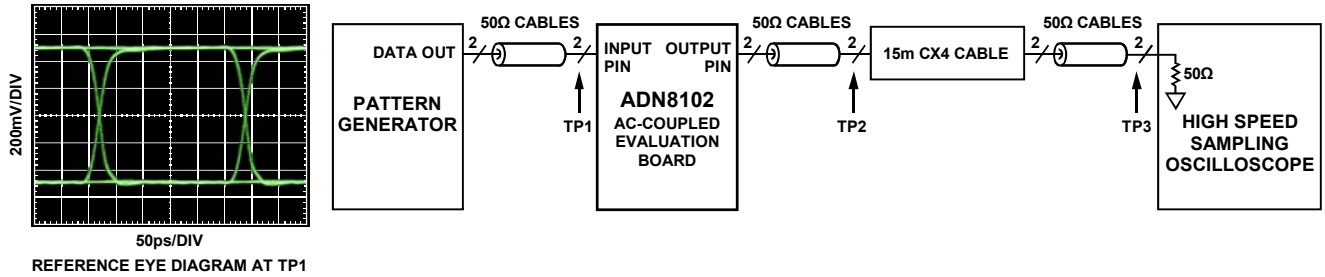 200mV/DIV
50ps/DIV
REFERENCE EYE DIAGRAM AT TP1
DATA OUT
PATTERN
GENERATOR
50Ω CABLES
2
2
TP1
INPUT
PIN
OUTPUT
PIN
ADN8102
AC-COUPLED
EVALUATION
BOARD
50Ω CABLES
2
2
TP2
15m CX4 CABLE
50Ω CABLES
2
2
TP3
50Ω
HIGH SPEED
SAMPLING
OSCILLOSCOPE